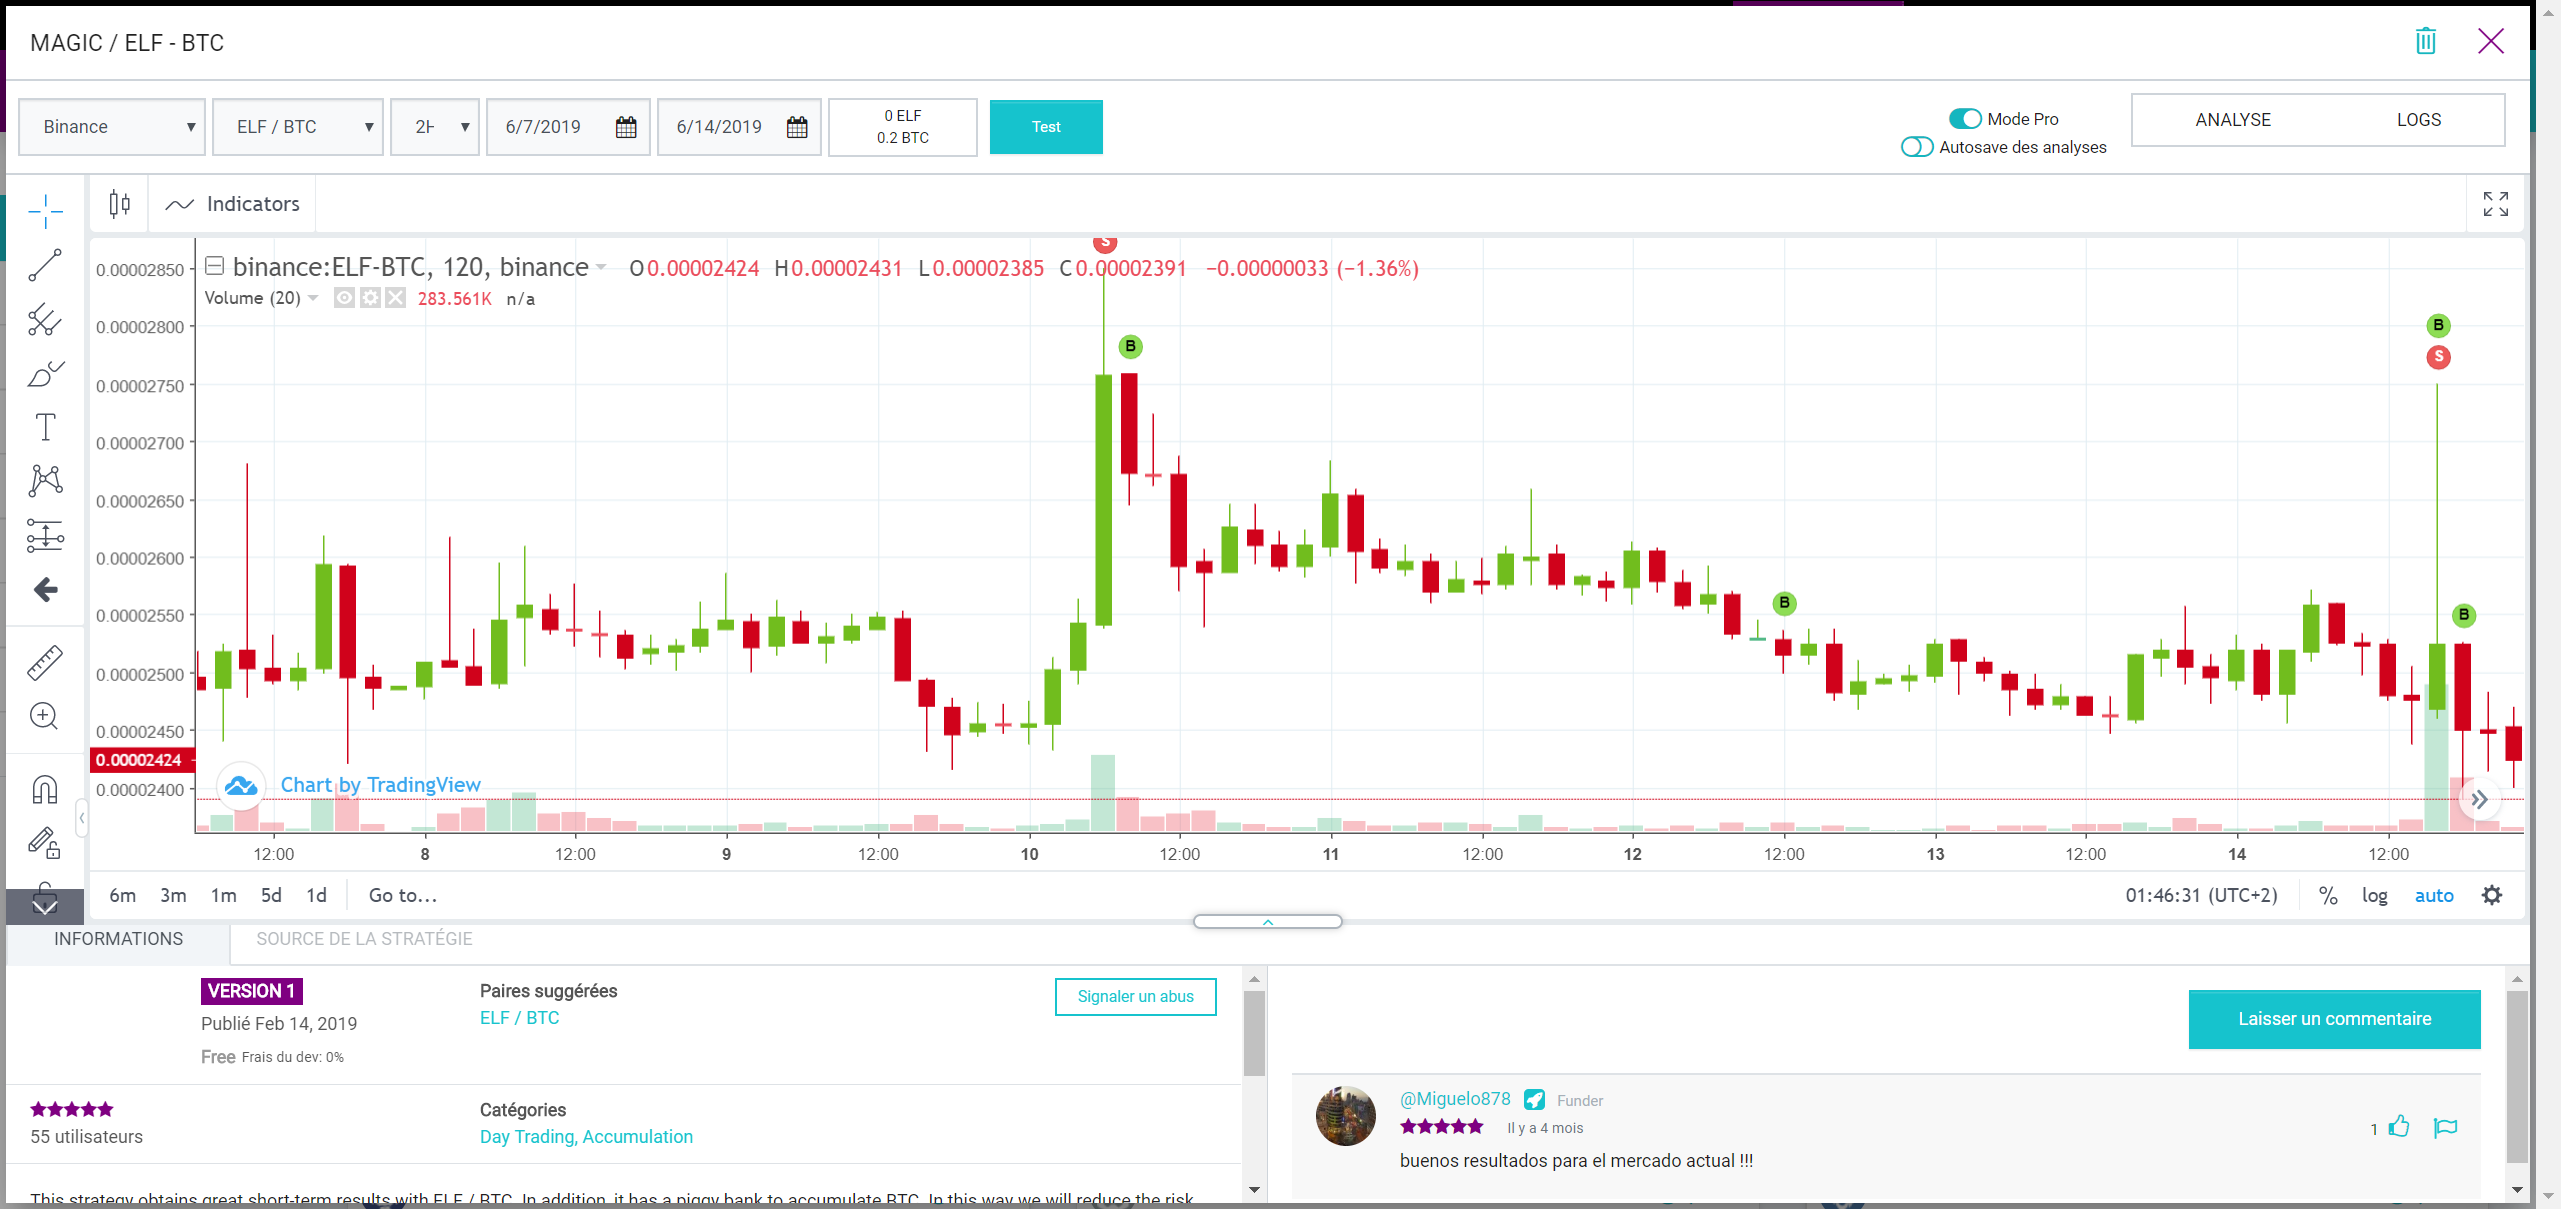 MAGIC / ELF - BTC
Binance
ELF / BTC
2H
6/7/2019
6/14/2019
0 ELF
0.2 BTC
Test
Mode Pro
Autosave des analyses
ANALYSE
LOGS
Indicators
binance:ELF-BTC, 120, binance O0.00002424 H0.00002431 L0.00002385 C0.00002391 −0.00000033 (−1.36%)
Volume (20) 283.561K n/a
S
B
B
B
S
B
0.00002850
0.00002800
0.00002750
0.00002700
0.00002650
0.00002600
0.00002550
0.00002500
0.00002450
0.00002424
0.00002400
Chart by TradingView
12:00 8 12:00 9 12:00 10 12:00 11 12:00 12 12:00 13 12:00 14 12:00
6m 3m 1m 5d 1d Go to... 01:46:31 (UTC+2) % log auto
INFORMATIONS
SOURCE DE LA STRATÉGIE
VERSION 1
Publié Feb 14, 2019
Free Frais du dev: 0%
Paires suggérées
ELF / BTC
Signaler un abus
55 utilisateurs
Catégories
Day Trading, Accumulation
This strategy obtains great short-term results with ELF / BTC. In addition, it has a piggy bank to accumulate BTC. In this way we will reduce the risk
Laisser un commentaire
@Miguelo878 Funder
Il y a 4 mois
1
buenos resultados para el mercado actual !!!